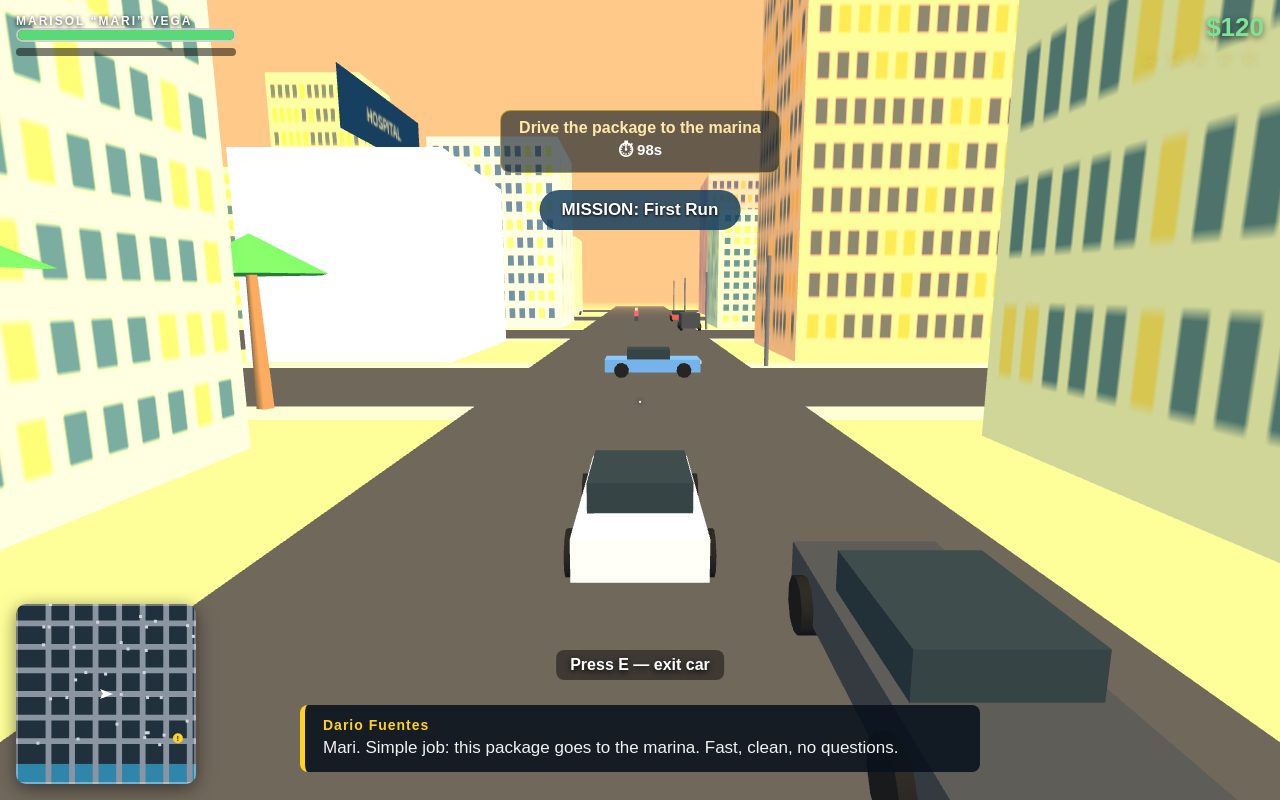 MARISOL “MARI” VEGA
$120
HOSPITAL
Drive the package to the marina
⏱ 98s
MISSION: First Run
Press E — exit car
!
Dario Fuentes
Mari. Simple job: this package goes to the marina. Fast, clean, no questions.